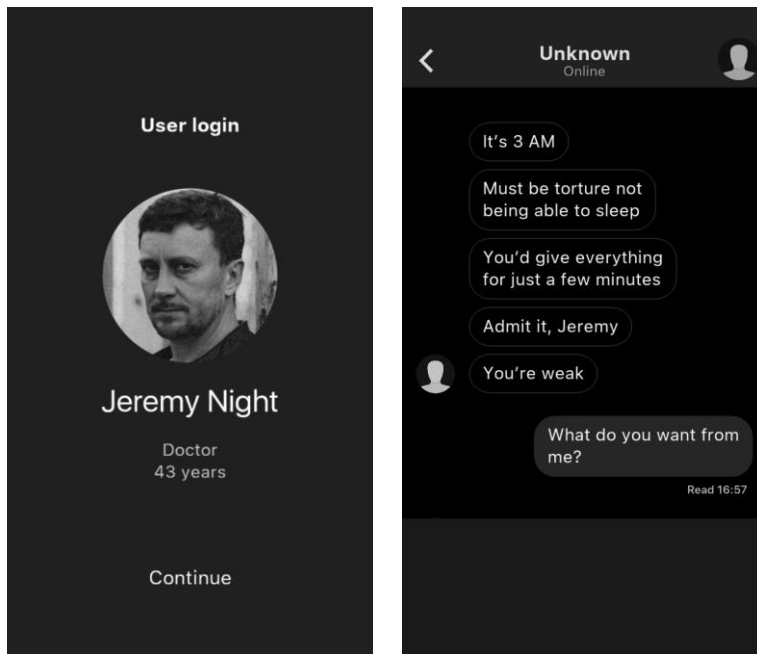 User login
Jeremy Night
Doctor
43 years
Continue
Unknown
Online
It's 3 AM
Must be torture not
being able to sleep
You'd give everything
for just a few minutes
Admit it, Jeremy
You're weak
What do you want from
me?
Read 16:57